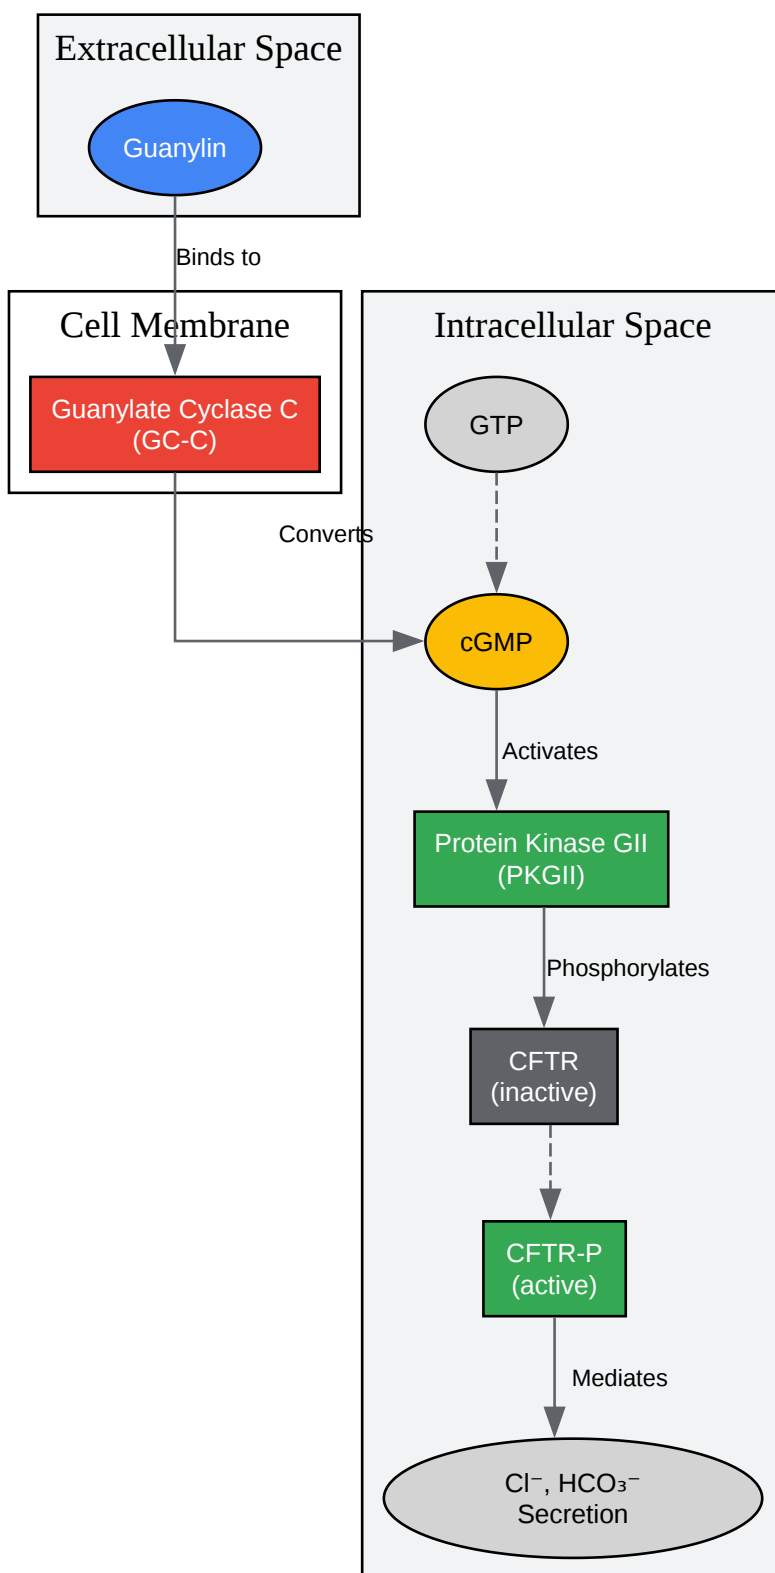 Extracellular Space
Guanylin
Binds to
Cell Membrane
Intracellular Space
Guanylate Cyclase C
(GC-C)
GTP
Converts
cGMP
Activates
Protein Kinase GII
(PKGII)
Phosphorylates
CFTR
(inactive)
CFTR-P
(active)
Mediates
Cl⁻, HCO₃⁻
Secretion